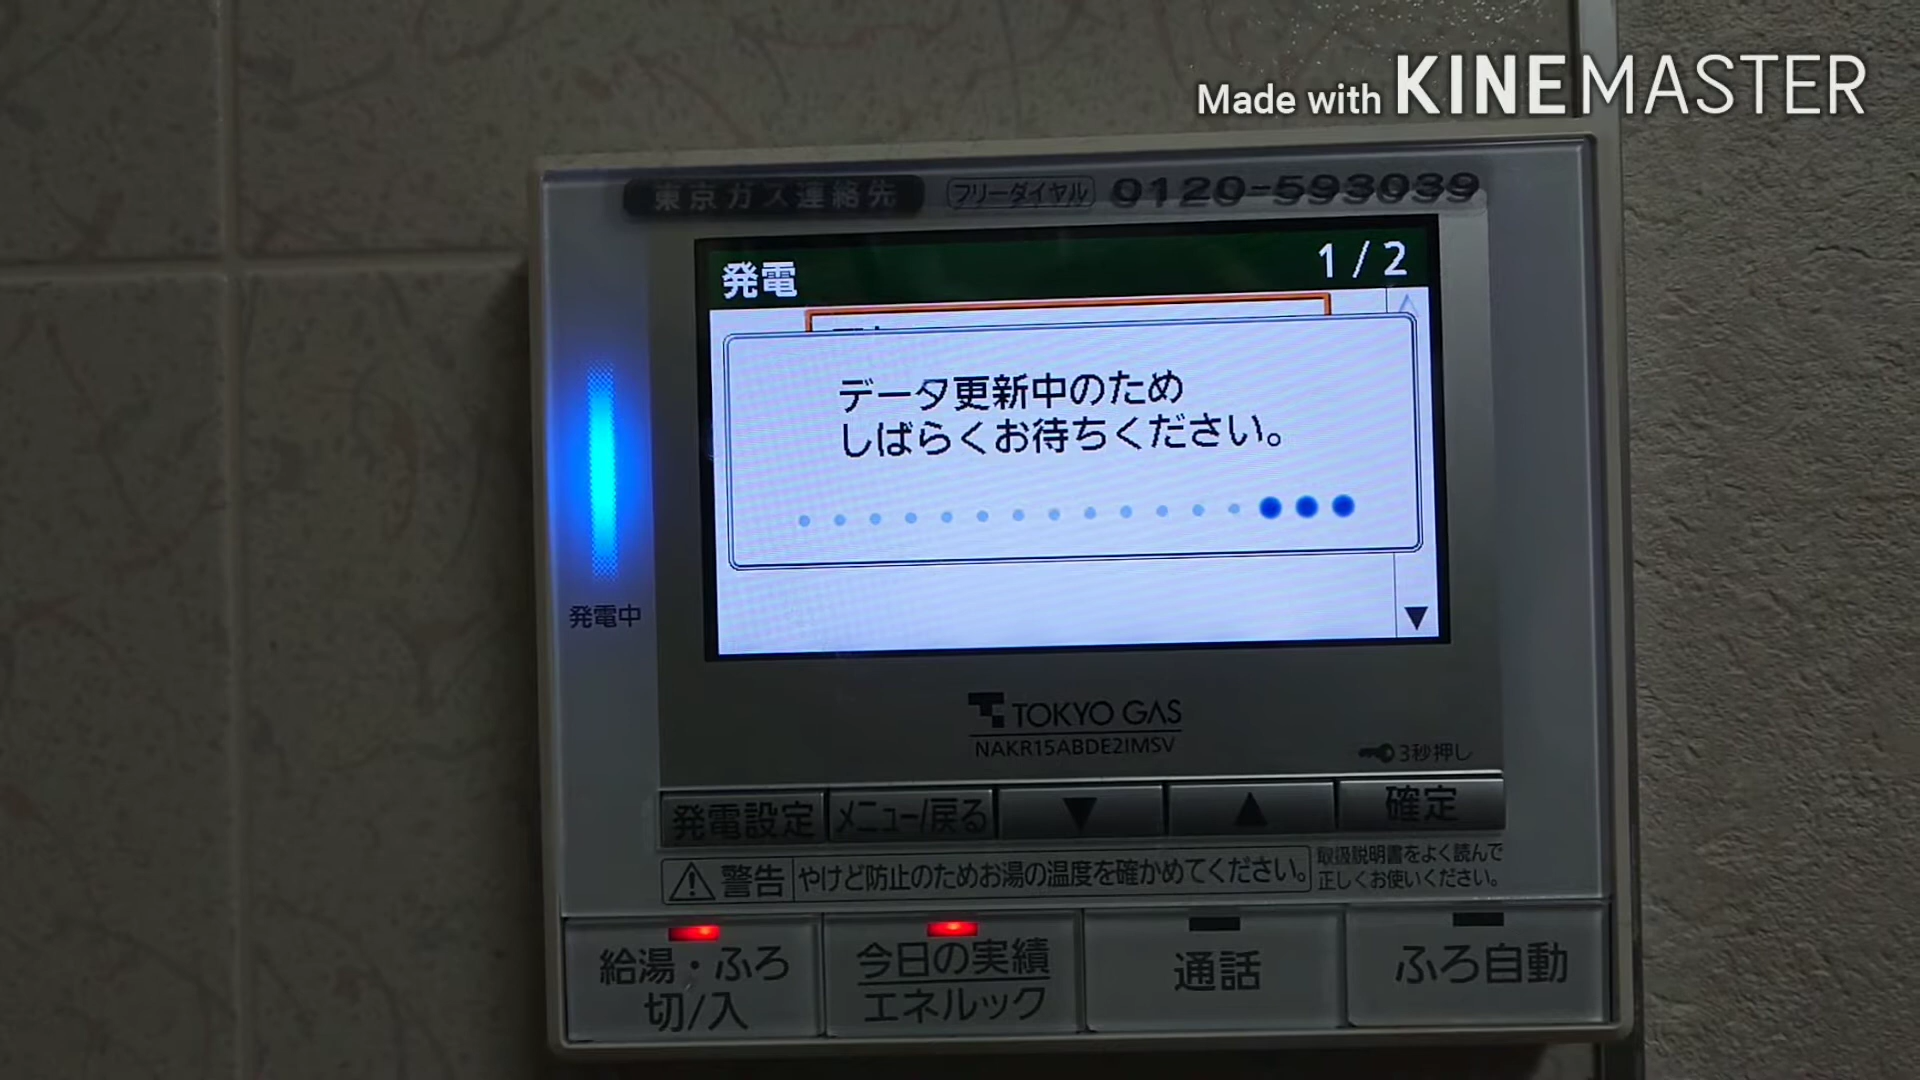 Made with KINEMASTER
東京ガス連絡先 フリーダイヤル 0120-593039
発電 1/2
データ更新中のため
しばらくお待ちください。
▼
発電中
TOKYO GAS
NAKR15ABDE2IMSV
3秒押し
発電設定 メニュー/戻る ▼ ▲ 確定
警告 やけど防止のためお湯の温度を確かめてください。
取扱説明書をよく読んで
正しくお使いください。
給湯・ふろ
切/入
今日の実績
エネルック
通話
ふろ自動